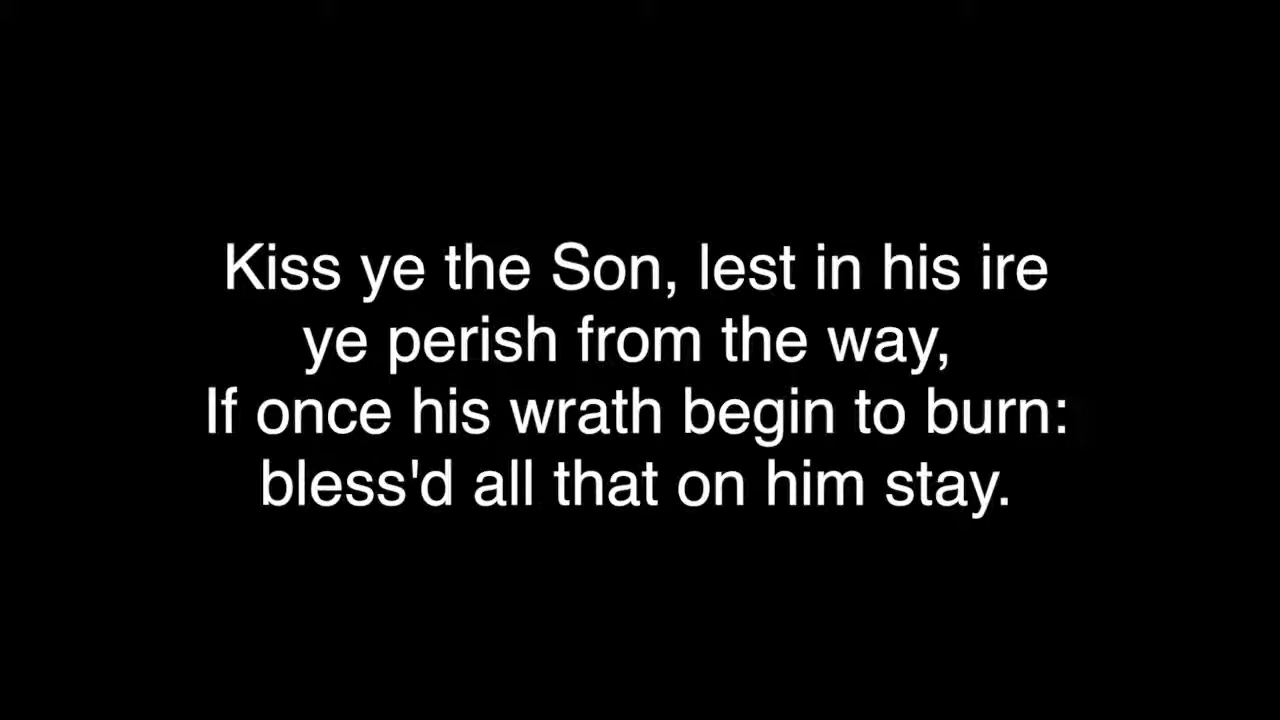 Kiss ye the Son, lest in his ire
ye perish from the way,
If once his wrath begin to burn:
bless'd all that on him stay.